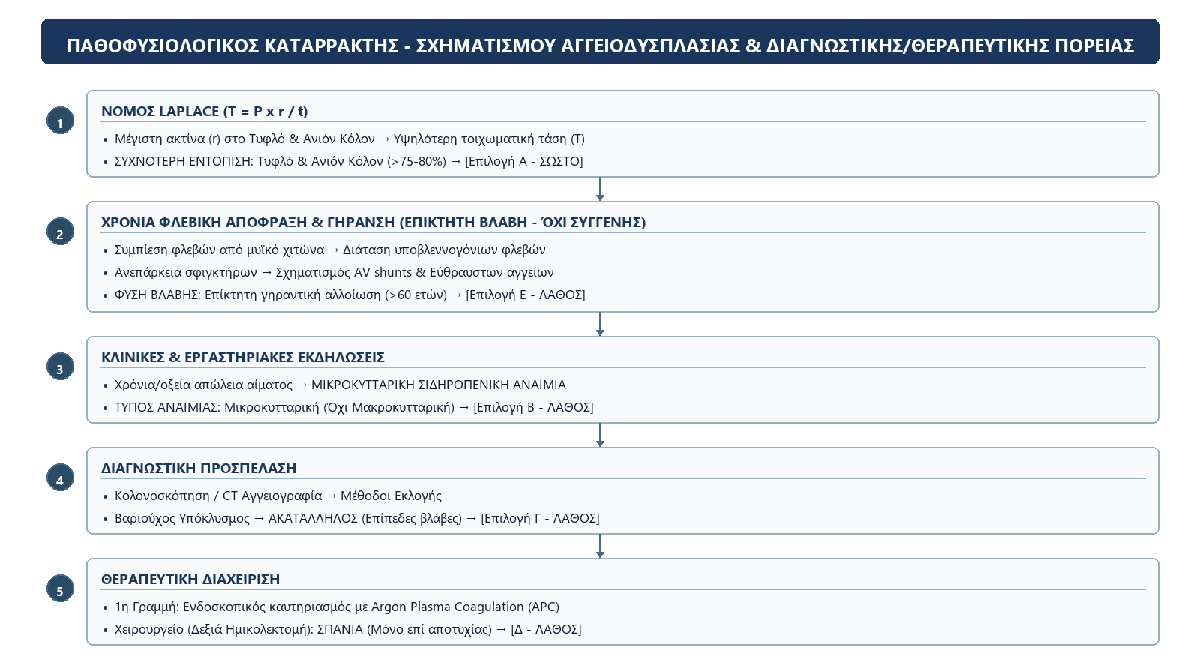 ΠΑΘΟΦΥΣΙΟΛΟΓΙΚΟΣ ΚΑΤΑΡΡΑΚΤΗΣ - ΣΧΗΜΑΤΙΣΜΟΥ ΑΓΓΕΙΟΔΥΣΠΛΑΣΙΑΣ & ΔΙΑΓΝΩΣΤΙΚΗΣ/ΘΕΡΑΠΕΥΤΙΚΗΣ ΠΟΡΕΙΑΣ
1
ΝΟΜΟΣ LAPLACE (T = P x r / t)
• Μέγιστη ακτίνα (r) στο Τυφλό & Ανιόν Κόλον → Υψηλότερη τοιχωματική τάση (T)
• ΣΥΧΝΟΤΕΡΗ ΕΝΤΟΠΙΣΗ: Τυφλό & Ανιόν Κόλον (>75-80%) → [Επιλογή Α - ΣΩΣΤΟ]
2
ΧΡΟΝΙΑ ΦΛΕΒΙΚΗ ΑΠΟΦΡΑΞΗ & ΓΗΡΑΝΣΗ (ΕΠΙΚΤΗΤΗ ΒΛΑΒΗ - ΌΧΙ ΣΥΓΓΕΝΗΣ)
• Συμπίεση φλεβών από μυϊκό χιτώνα → Διάταση υποβλεννογόνιων φλεβών
• Ανεπάρκεια σφιγκτήρων → Σχηματισμός AV shunts & Εύθραυστων αγγείων
• ΦΥΣΗ ΒΛΑΒΗΣ: Επίκτητη γηραντική αλλοίωση (>60 ετών) → [Επιλογή Ε - ΛΑΘΟΣ]
3
ΚΛΙΝΙΚΕΣ & ΕΡΓΑΣΤΗΡΙΑΚΕΣ ΕΚΔΗΛΩΣΕΙΣ
• Χρόνια/οξεία απώλεια αίματος → ΜΙΚΡΟΚΥΤΤΑΡΙΚΗ ΣΙΔΗΡΟΠΕΝΙΚΗ ΑΝΑΙΜΙΑ
• ΤΥΠΟΣ ΑΝΑΙΜΙΑΣ: Μικροκυτταρική (Όχι Μακροκυτταρική) → [Επιλογή Β - ΛΑΘΟΣ]
4
ΔΙΑΓΝΩΣΤΙΚΗ ΠΡΟΣΠΕΛΑΣΗ
• Κολονοσκόπηση / CT Αγγειογραφία → Μέθοδοι Εκλογής
• Βαριούχος Υπόκλυσμος → ΑΚΑΤΑΛΛΗΛΟΣ (Επίπεδες βλάβες) → [Επιλογή Γ - ΛΑΘΟΣ]
5
ΘΕΡΑΠΕΥΤΙΚΗ ΔΙΑΧΕΙΡΙΣΗ
• 1η Γραμμή: Ενδοσκοπικός καυτηριασμός με Argon Plasma Coagulation (APC)
• Χειρουργείο (Δεξιά Ημικολεκτομή): ΣΠΑΝΙΑ (Μόνο επί αποτυχίας) → [Δ - ΛΑΘΟΣ]